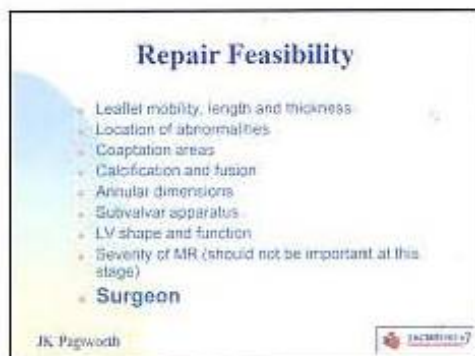 Repair Feasibility
Leaflet mobility, length and thickness
Location of abnormalities
Coaptation areas
Calcification and fusion
Annular dimensions
Subvalvar apparatus
LV shape and function
Severity of MR (should not be important at this
stage)
Surgeon
JK Pagworth